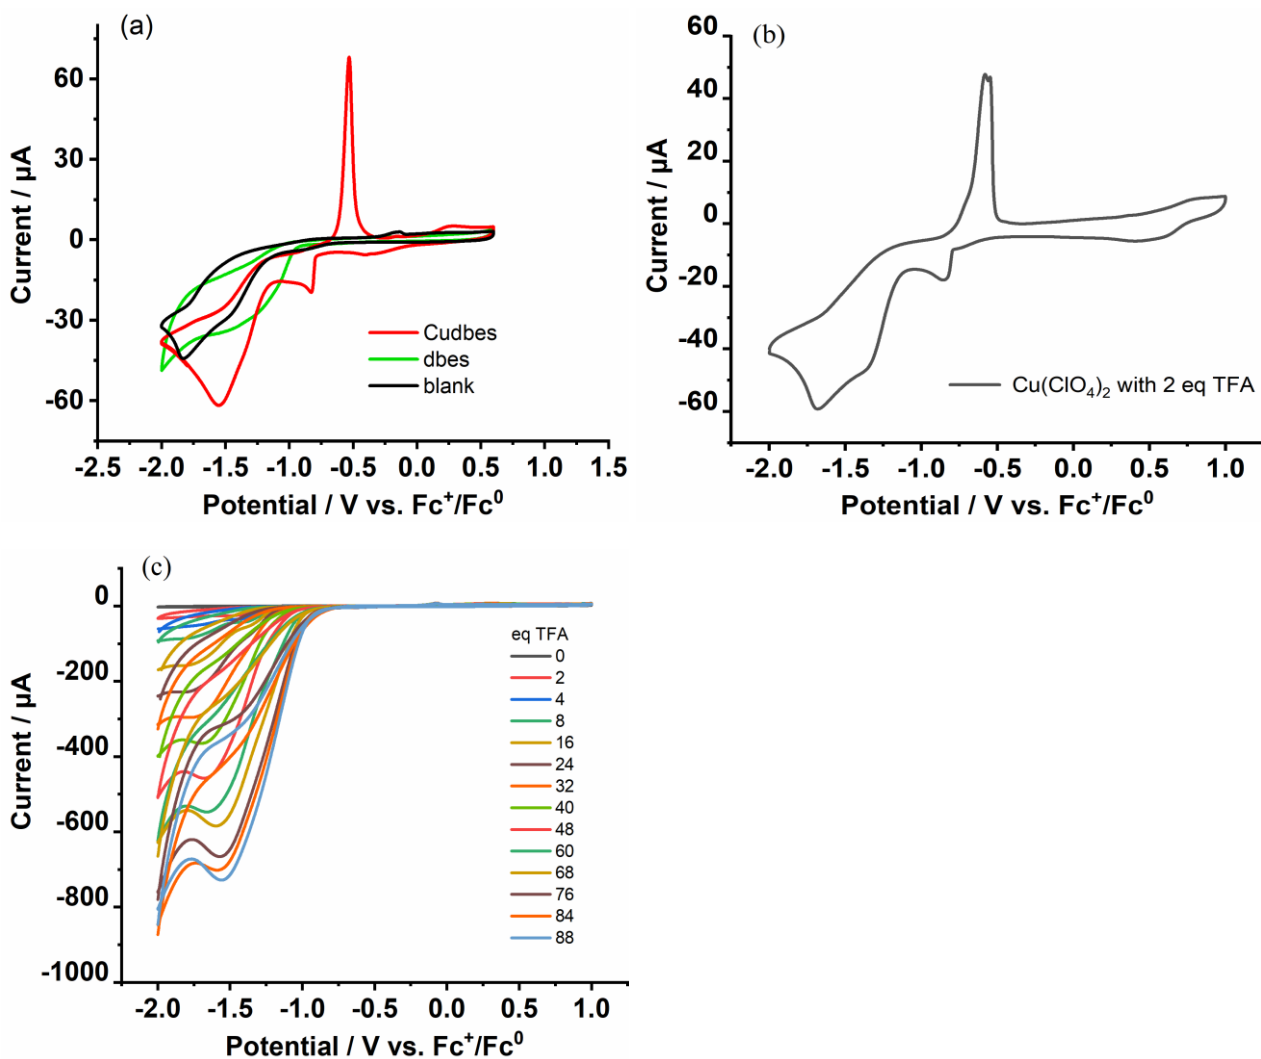 (a)
60
30
0
-30
-60
Current / µA
Cudbes
dbes
blank
-2.5 -2.0 -1.5 -1.0 -0.5 0.0 0.5 1.0 1.5
Potential / V vs. Fc⁺/Fc⁰
(b)
60
40
20
0
-20
-40
-60
Current / µA
Cu(ClO₄)₂ with 2 eq TFA
-2.0 -1.5 -1.0 -0.5 0.0 0.5 1.0
Potential / V vs. Fc⁺/Fc⁰
(c)
0
-200
-400
-600
-800
-1000
Current / µA
eq TFA
0
2
4
8
16
24
32
40
48
60
68
76
84
88
-2.0 -1.5 -1.0 -0.5 0.0 0.5 1.0
Potential / V vs. Fc⁺/Fc⁰